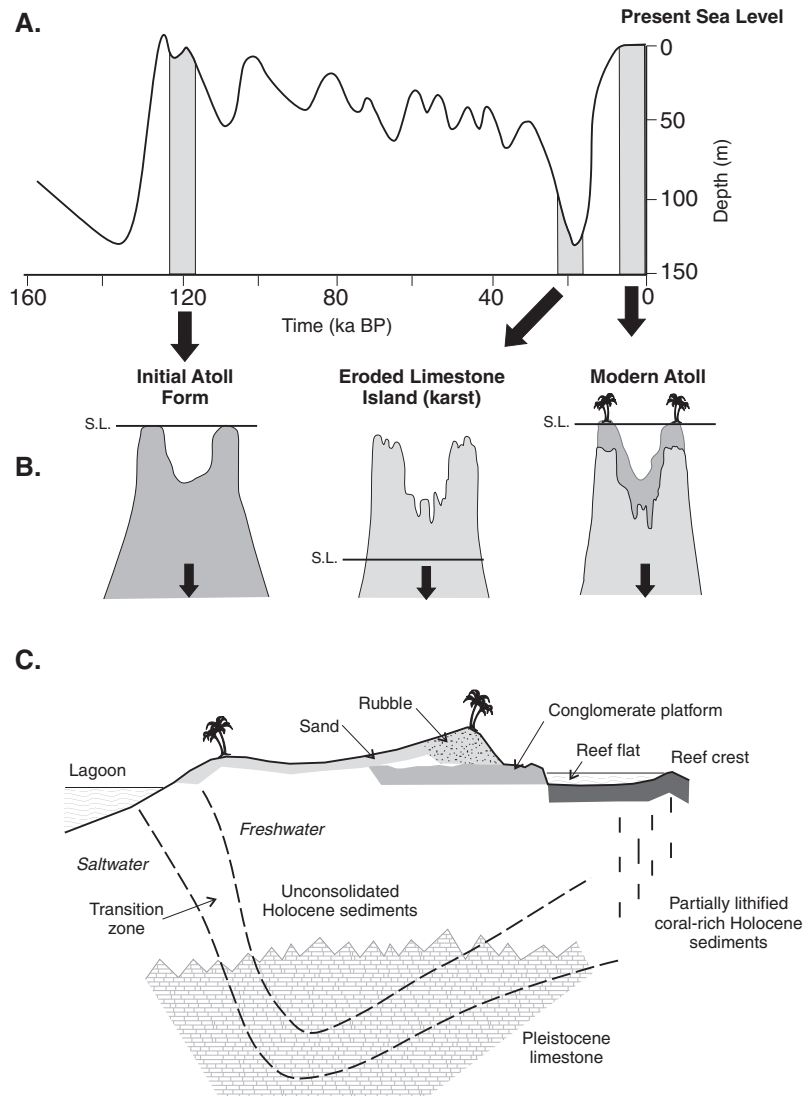 A.
Present Sea Level
0
50
100
150
Depth (m)
160
120
80
40
0
Time (ka BP)
Initial Atoll
Form
Eroded Limestone
Island (karst)
Modern Atoll
B.
S.L.
S.L.
S.L.
C.
Rubble
Sand
Conglomerate platform
Reef flat
Reef crest
Lagoon
Freshwater
Saltwater
Transition
zone
Unconsolidated
Holocene sediments
Partially lithified
coral-rich Holocene
sediments
Pleistocene
limestone